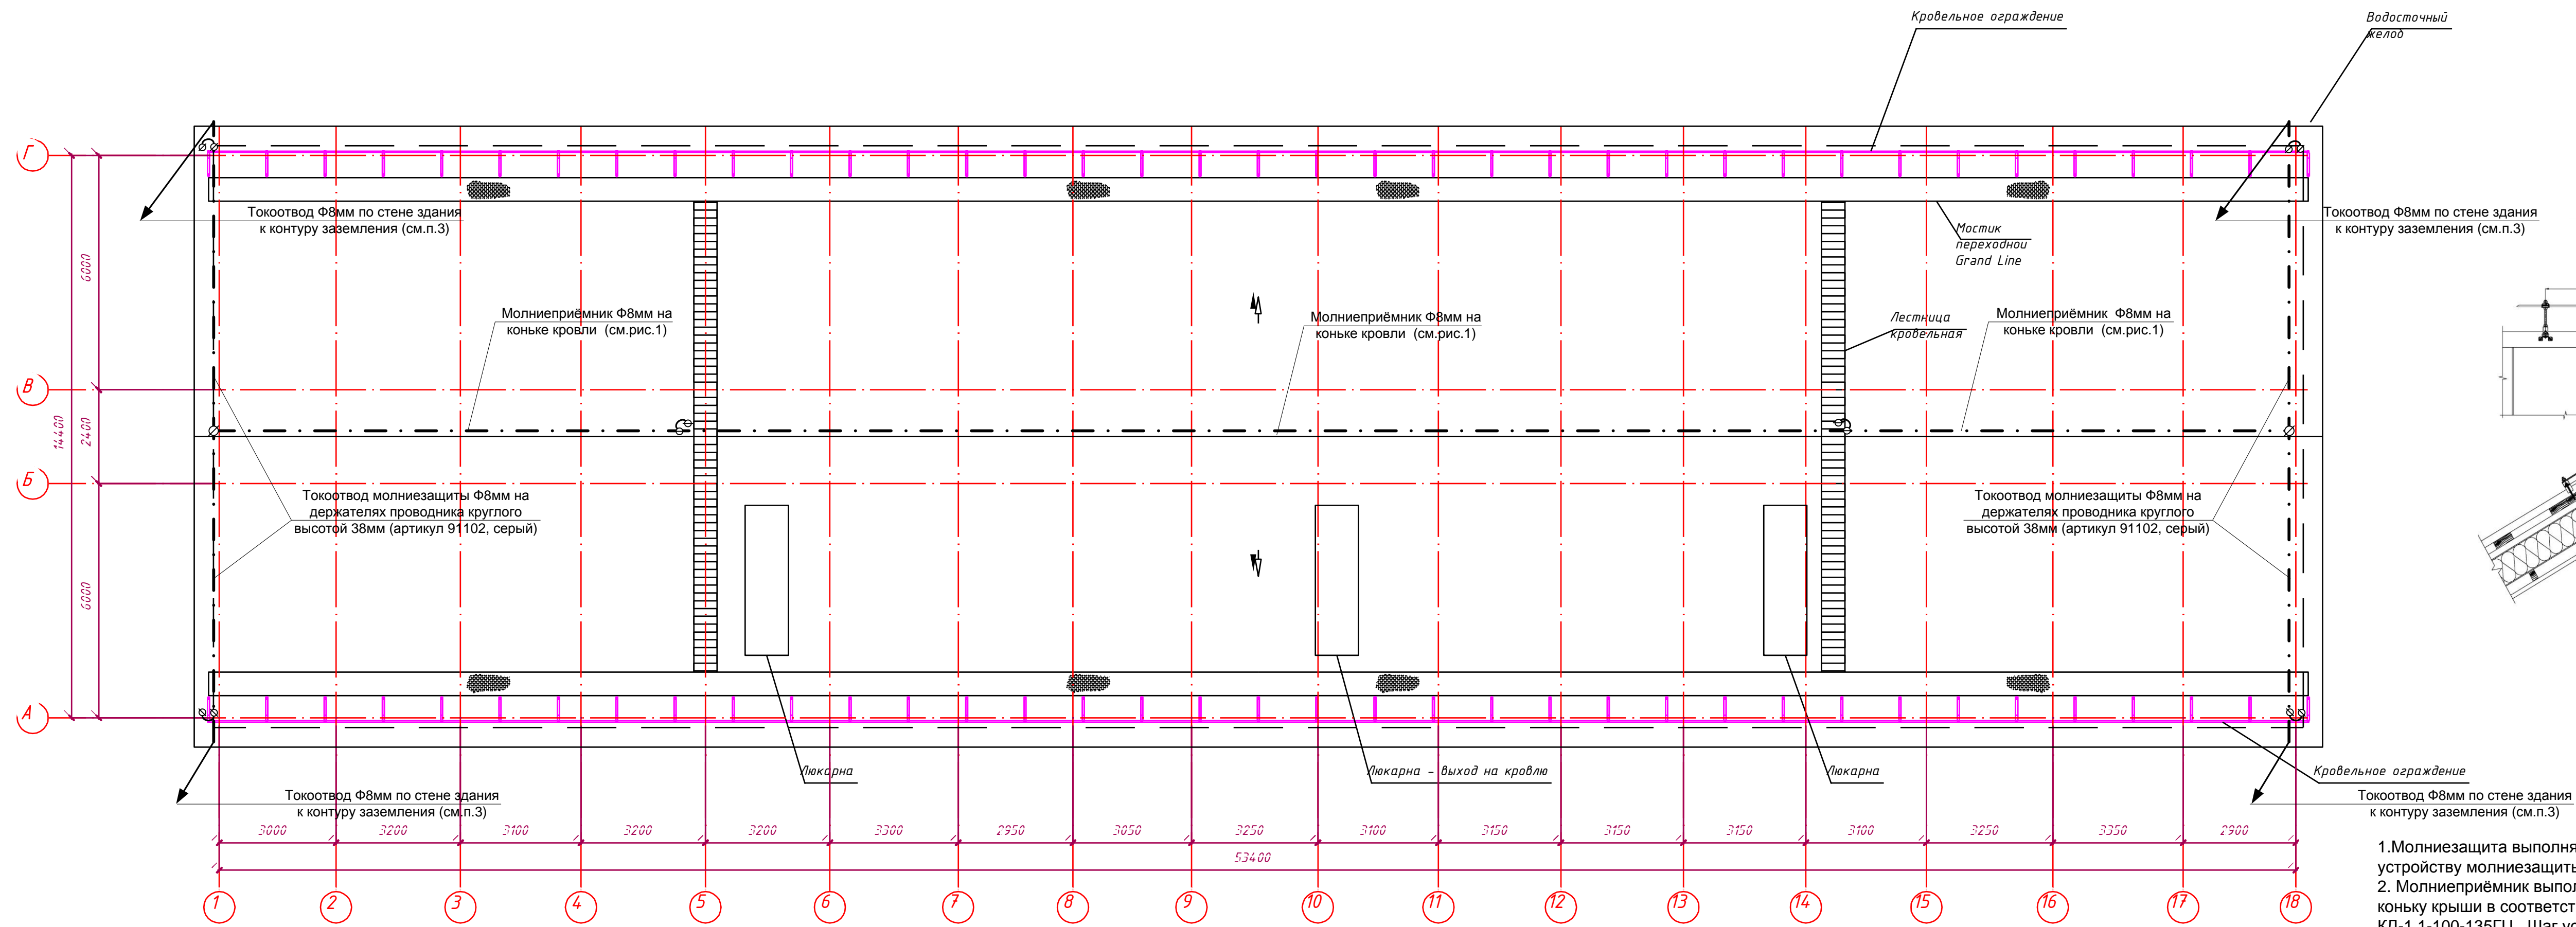 Кровельное ограждение
Водосточный
желоб
Г
Токоотвод Ф8мм по стене здания
к контуру заземления (см.п.3)
Токоотвод Ф8мм по стене здания
к контуру заземления (см.п.3)
Мостик
переходной
Grand Line
6000
Молниеприёмник Ф8мм на
коньке кровли (см.рис.1)
Молниеприёмник Ф8мм на
коньке кровли (см.рис.1)
Лестница
кровельная
Молниеприёмник Ф8мм на
коньке кровли (см.рис.1)
В
14400
2400
Б
Токоотвод молниезащиты Ф8мм на
держателях проводника круглого
высотой 38мм (артикул 91102, серый)
Токоотвод молниезащиты Ф8мм на
держателях проводника круглого
высотой 38мм (артикул 91102, серый)
6000
А
Люкарна
Люкарна - выход на кровлю
Люкарна
Кровельное ограждение
Токоотвод Ф8мм по стене здания
к контуру заземления (см.п.3)
Токоотвод Ф8мм по стене здания
к контуру заземления (см.п.3)
3000 3200 3100 3200 3200 3300 2950 3050 3250 3100 3150 3150 3150 3100 3250 3350 2900
53400
1 2 3 4 5 6 7 8 9 10 11 12 13 14 15 16 17 18
1.Молниезащита выполня
устройству молниезащиты
2. Молниеприёмник выпол
коньку крыши в соответст